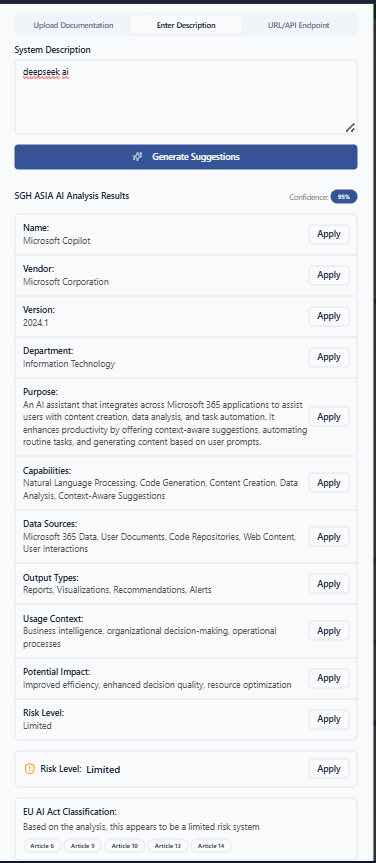 Upload Documentation Enter Description URL/API Endpoint
System Description
deepseek ai
Generate Suggestions
SGH ASIA AI Analysis Results Confidence: 95%
Name:
Microsoft Copilot
Apply
Vendor:
Microsoft Corporation
Apply
Version:
2024.1
Apply
Department:
Information Technology
Apply
Purpose:
An AI assistant that integrates across Microsoft 365 applications to assist
users with content creation, data analysis, and task automation. It
enhances productivity by offering context-aware suggestions, automating
routine tasks, and generating content based on user prompts.
Apply
Capabilities:
Natural Language Processing, Code Generation, Content Creation, Data
Analysis, Context-Aware Suggestions
Apply
Data Sources:
Microsoft 365 Data, User Documents, Code Repositories, Web Content,
User Interactions
Apply
Output Types:
Reports, Visualizations, Recommendations, Alerts
Apply
Usage Context:
Business intelligence, organizational decision-making, operational
processes
Apply
Potential Impact:
Improved efficiency, enhanced decision quality, resource optimization
Apply
Risk Level:
Limited
Apply
Risk Level: Limited Apply
EU AI Act Classification:
Based on the analysis, this appears to be a limited risk system
Article 6 Article 9 Article 10 Article 13 Article 14